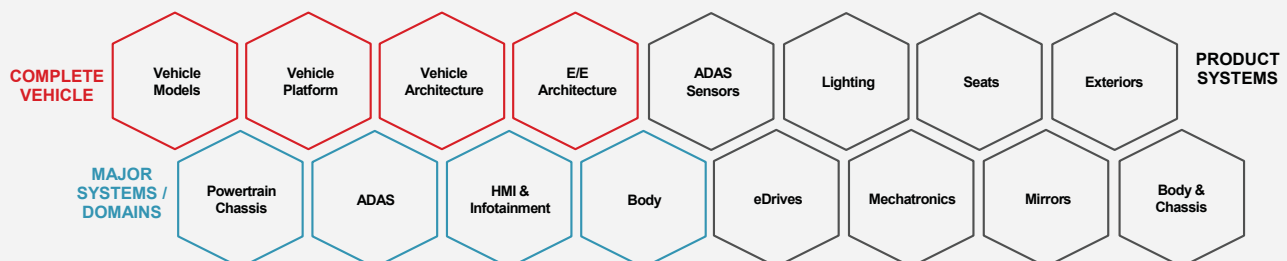 COMPLETE
VEHICLE
Vehicle
Models
Vehicle
Platform
Vehicle
Architecture
E/E
Architecture
ADAS
Sensors
Lighting
Seats
Exteriors
PRODUCT
SYSTEMS
MAJOR
SYSTEMS /
DOMAINS
Powertrain
Chassis
ADAS
HMI &
Infotainment
Body
eDrives
Mechatronics
Mirrors
Body &
Chassis